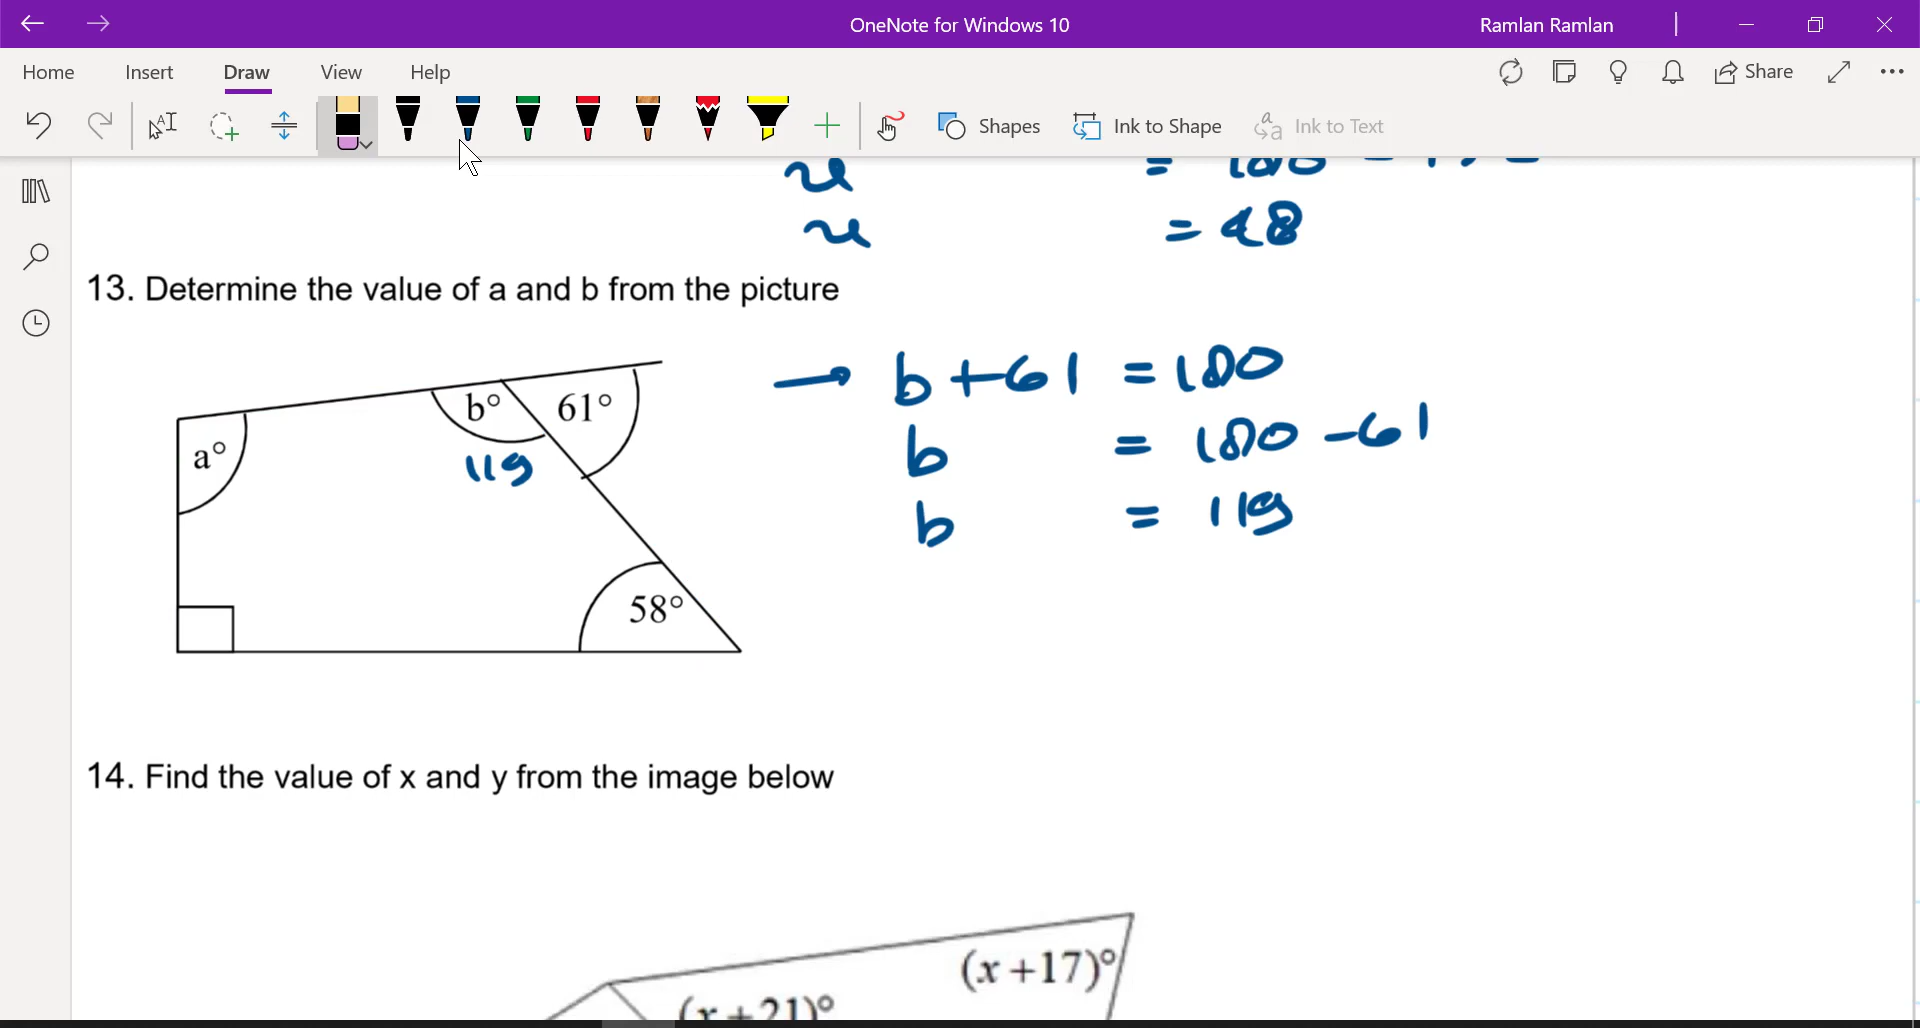 OneNote for Windows 10
Ramlan Ramlan
Home Insert Draw View Help
Share
Shapes Ink to Shape Ink to Text
x
x = 48
13. Determine the value of a and b from the picture
→ b + 61 = 180
b = 180 - 61
b = 119
b° 61°
a°
119
58°
14. Find the value of x and y from the image below
(x + 17)°
(x + 21)°